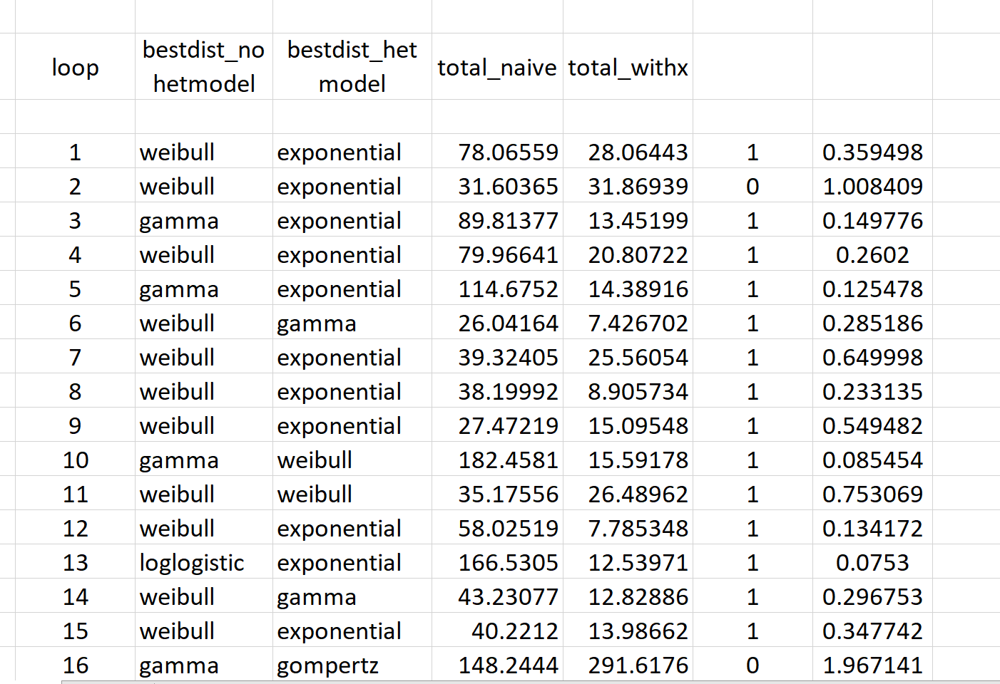 loop bestdist_no hetmodel bestdist_het model total_naive total_withx
1 weibull exponential 78.06559 28.06443 1 0.359498
2 weibull exponential 31.60365 31.86939 0 1.008409
3 gamma exponential 89.81377 13.45199 1 0.149776
4 weibull exponential 79.96641 20.80722 1 0.2602
5 gamma exponential 114.6752 14.38916 1 0.125478
6 weibull gamma 26.04164 7.426702 1 0.285186
7 weibull exponential 39.32405 25.56054 1 0.649998
8 weibull exponential 38.19992 8.905734 1 0.233135
9 weibull exponential 27.47219 15.09548 1 0.549482
10 gamma weibull 182.4581 15.59178 1 0.085454
11 weibull weibull 35.17556 26.48962 1 0.753069
12 weibull exponential 58.02519 7.785348 1 0.134172
13 loglogistic exponential 166.5305 12.53971 1 0.0753
14 weibull gamma 43.23077 12.82886 1 0.296753
15 weibull exponential 40.2212 13.98662 1 0.347742
16 gamma gompertz 148.2444 291.6176 0 1.967141